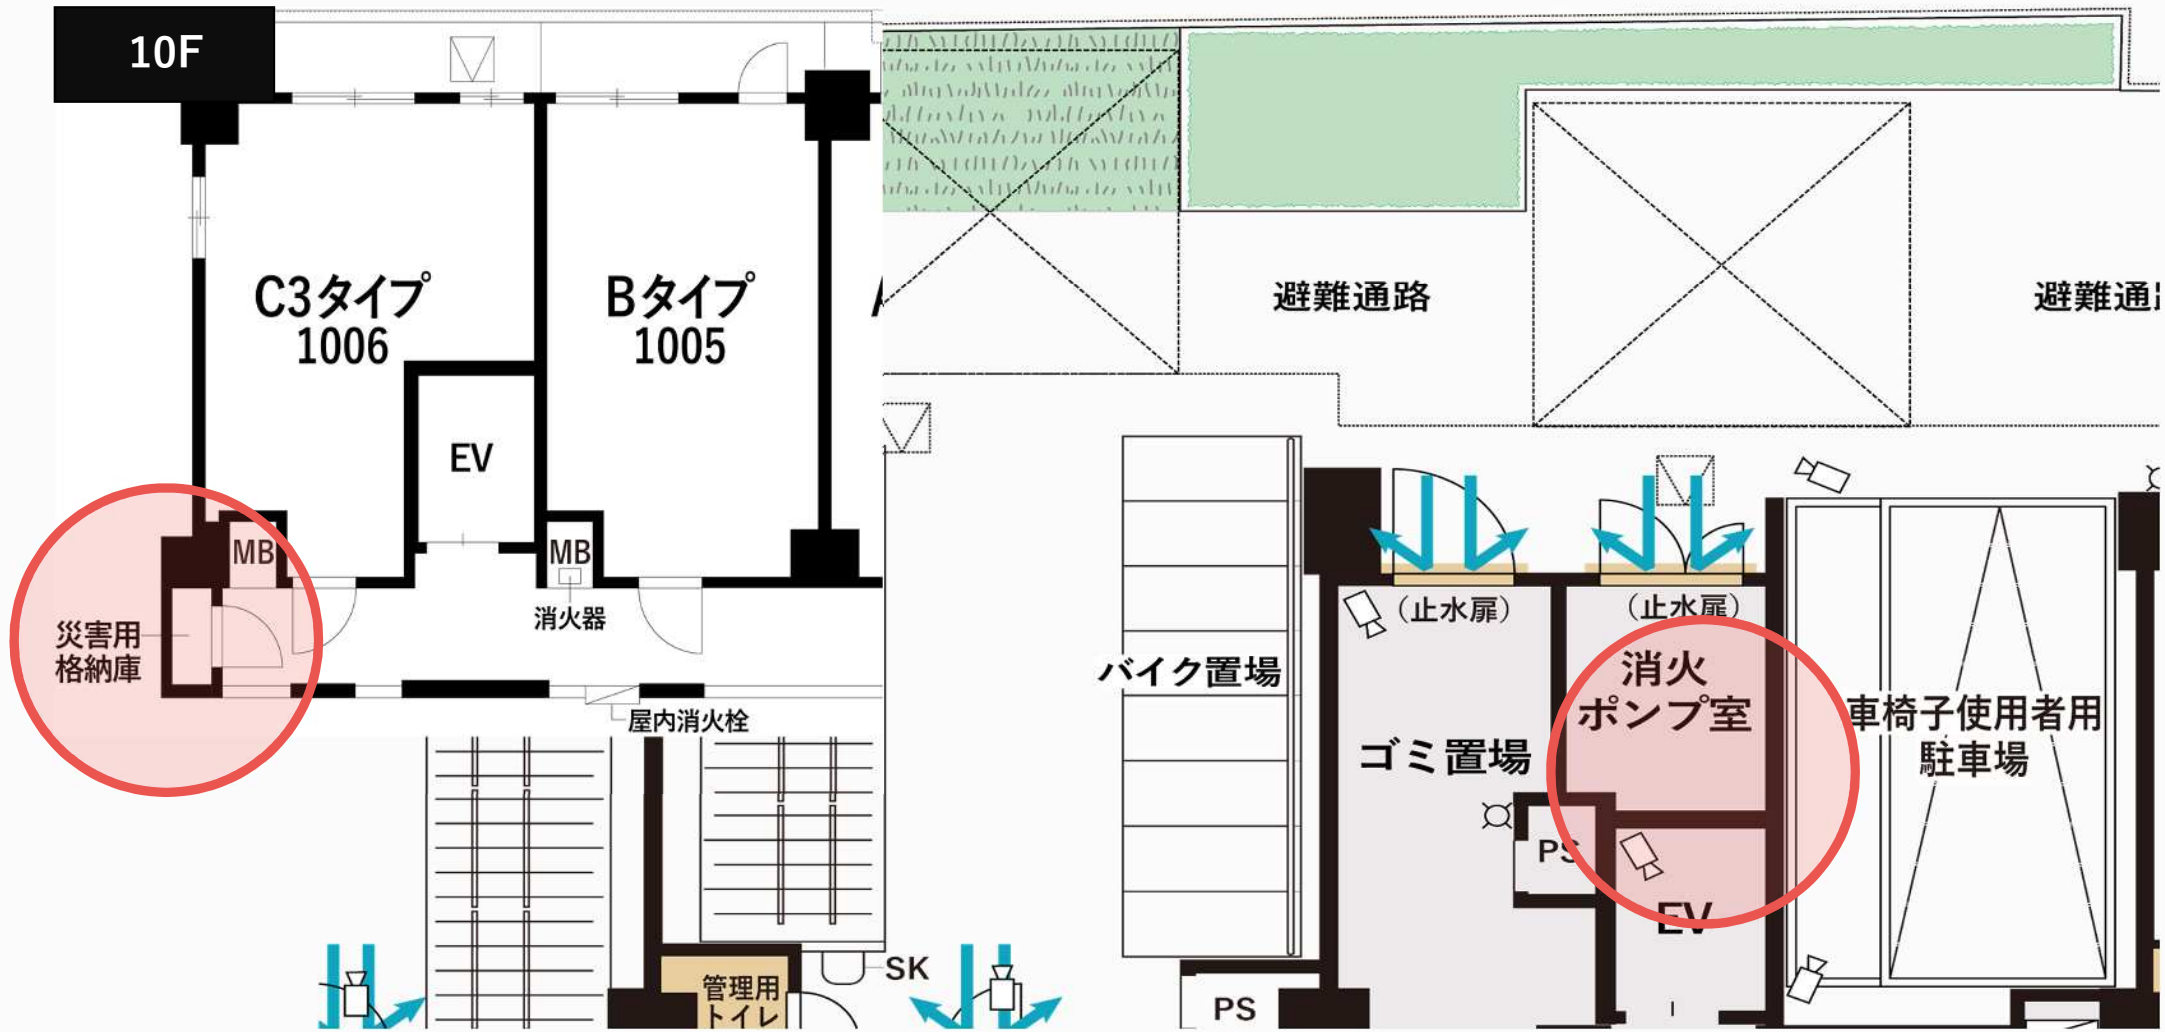 10F
C3タイプ
1006
Bタイプ
1005
EV
MB
MB
消火器
災害用
格納庫
屋内消火栓
避難通路
避難通
(止水扉)
(止水扉)
消火
ポンプ室
バイク置場
ゴミ置場
車椅子使用者用
駐車場
PS
EV
SK
管理用
トイレ
PS